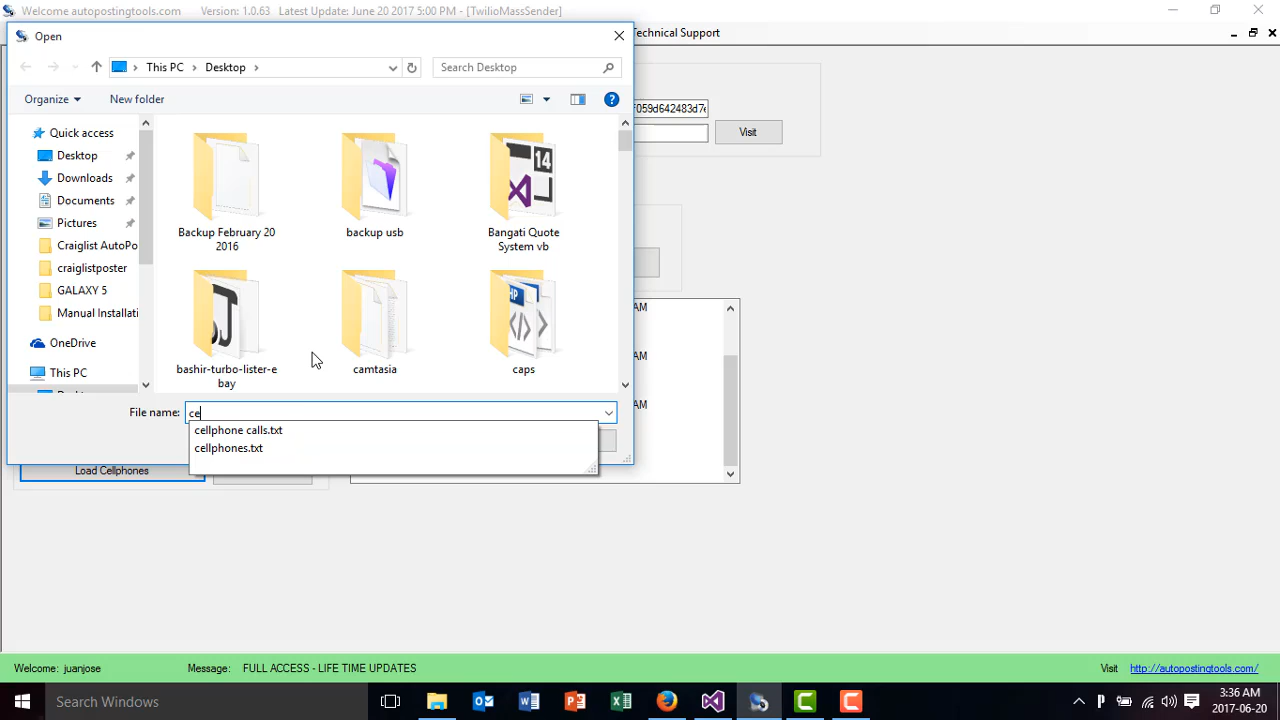 Welcome autopostingtools.com Version: 1.0.63 Latest Update: June 20 2017 5:00 PM - [TwilioMassSender]
Technical Support
Open
This PC
Desktop
Search Desktop
Organize
New folder
f059d642483d7e
Visit
Quick access
Desktop
Downloads
Documents
Pictures
Craiglist AutoPo
craiglistposter
GALAXY 5
Manual Installati
OneDrive
This PC
14
Backup February 20 2016
backup usb
Bangati Quote System vb
bashir-turbo-lister-e bay
camtasia
PHP
caps
AM
AM
AM
File name:
ce
cellphone calls.txt
cellphones.txt
Load Cellphones
Welcome: juanjose
Message: FULL ACCESS - LIFE TIME UPDATES
Visit http://autopostingtools.com/
Search Windows
3:36 AM
2017-06-20